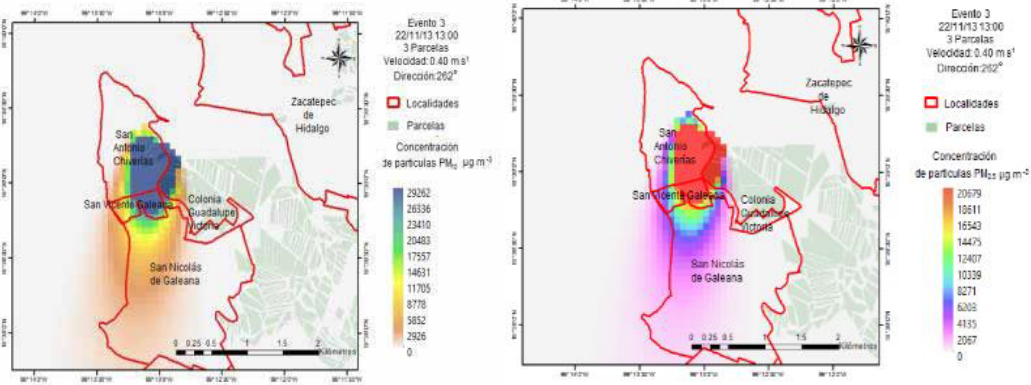 Evento 3
22/11/13 13:00
3 Parcelas
Velocidad: 0.40 m s¹
Dirección:262°
Localidades
Parcelas
Concentración
de particulas PM₁₀ µg m⁻³
29262
26336
23410
20483
17557
14631
11705
8778
5852
2926
0
Zacatepec
de
Hidalgo
San
Antonio
Chiverías
San Vicente Galeana
Colonia
Guadalupe
Victoria
San Nicolás
de Galeana
0 0.25 0.5 1 1.5 2
Kilómetros
Evento 3
22/11/13 13:00
3 Parcelas
Velocidad: 0.40 m s¹
Dirección:262°
Localidades
Parcelas
Concentración
de particulas PM₂.₅ µg m⁻³
20679
18611
16543
14475
12407
10339
8271
6203
4135
2067
0
Zacatepec
de
Hidalgo
San
Antonio
Chiverías
San Vicente Galeana
Colonia
Guadalupe
Victoria
San Nicolás
de Galeana
0 0.25 0.5 1 1.5 2
Kilómetros